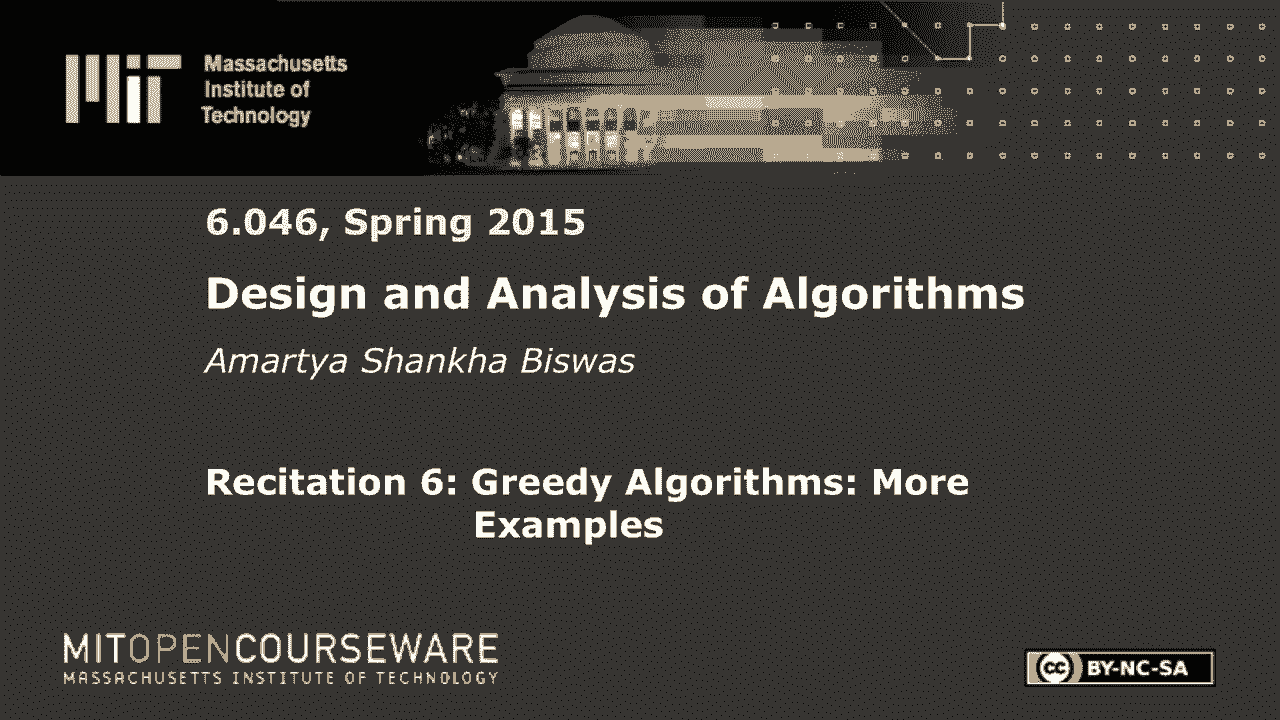 Massachusetts
Institute of
Technology
6.046, Spring 2015
Design and Analysis of Algorithms
Amartya Shankha Biswas
Recitation 6: Greedy Algorithms: More
Examples
MITOPENCOURSEWARE
MASSACHUSETTS INSTITUTE OF TECHNOLOGY
cc BY-NC-SA